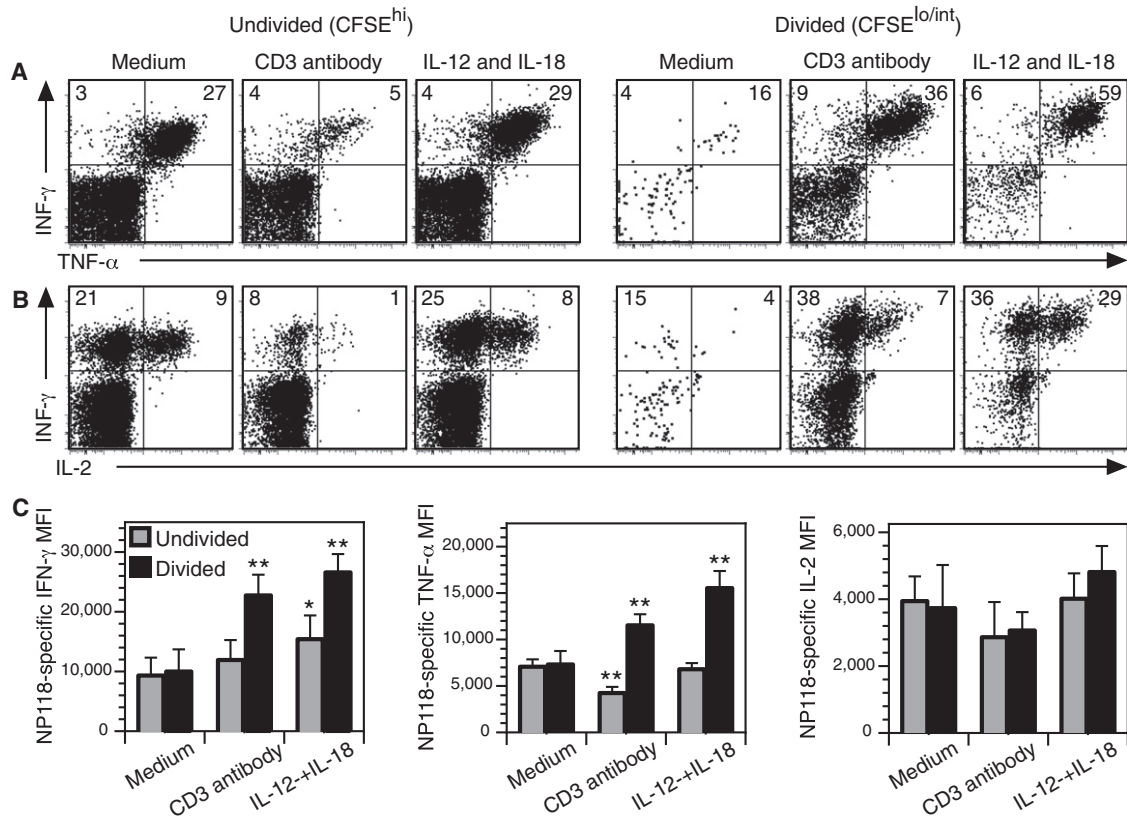 Undivided (CFSEhi) Divided (CFSElo/int)
A Medium CD3 antibody IL-12 and IL-18 Medium CD3 antibody IL-12 and IL-18
3 27 4 5 4 29 4 16 9 36 6 59
INF-γ
TNF-α
B
21 9 8 1 25 8 15 4 38 7 36 29
INF-γ
IL-2
C
NP118-specific IFN-γ MFI
30,000
20,000
10,000
0
Undivided
Divided
** ** *
Medium
CD3 antibody
IL-12-+IL-18
NP118-specific TNF-α MFI
20,000
15,000
10,000
5,000
0
** ** **
Medium
CD3 antibody
IL-12-+IL-18
NP118-specific IL-2 MFI
6,000
4,000
2,000
0
Medium
CD3 antibody
IL-12-+IL-18